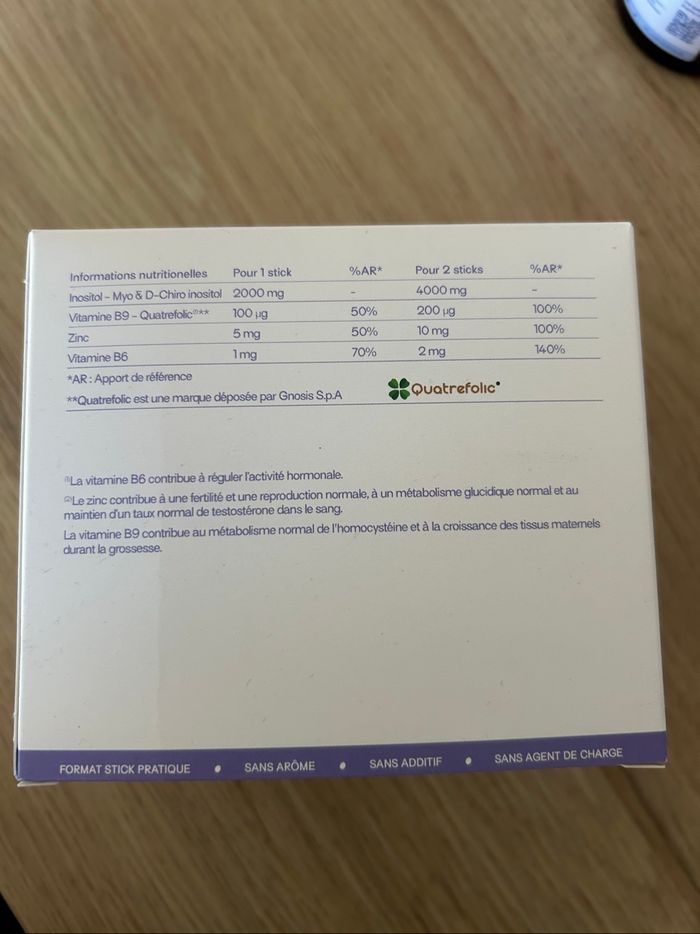 Informations nutritionelles Pour 1 stick %AR* Pour 2 sticks %AR*
Inositol - Myo & D-Chiro inositol 2000 mg - 4000 mg -
Vitamine B9 - Quatrefolic®** 100 µg 50% 200 µg 100%
Zinc 5 mg 50% 10 mg 100%
Vitamine B6 1 mg 70% 2 mg 140%
*AR : Apport de référence
**Quatrefolic est une marque déposée par Gnosis S.p.A
Quatrefolic
⁽¹⁾La vitamine B6 contribue à réguler l'activité hormonale.
⁽²⁾Le zinc contribue à une fertilité et une reproduction normale, à un métabolisme glucidique normal et au
maintien d'un taux normal de testostérone dans le sang.
La vitamine B9 contribue au métabolisme normal de l'homocystéine et à la croissance des tissus maternels
durant la grossesse.
FORMAT STICK PRATIQUE • SANS ARÔME • SANS ADDITIF • SANS AGENT DE CHARGE